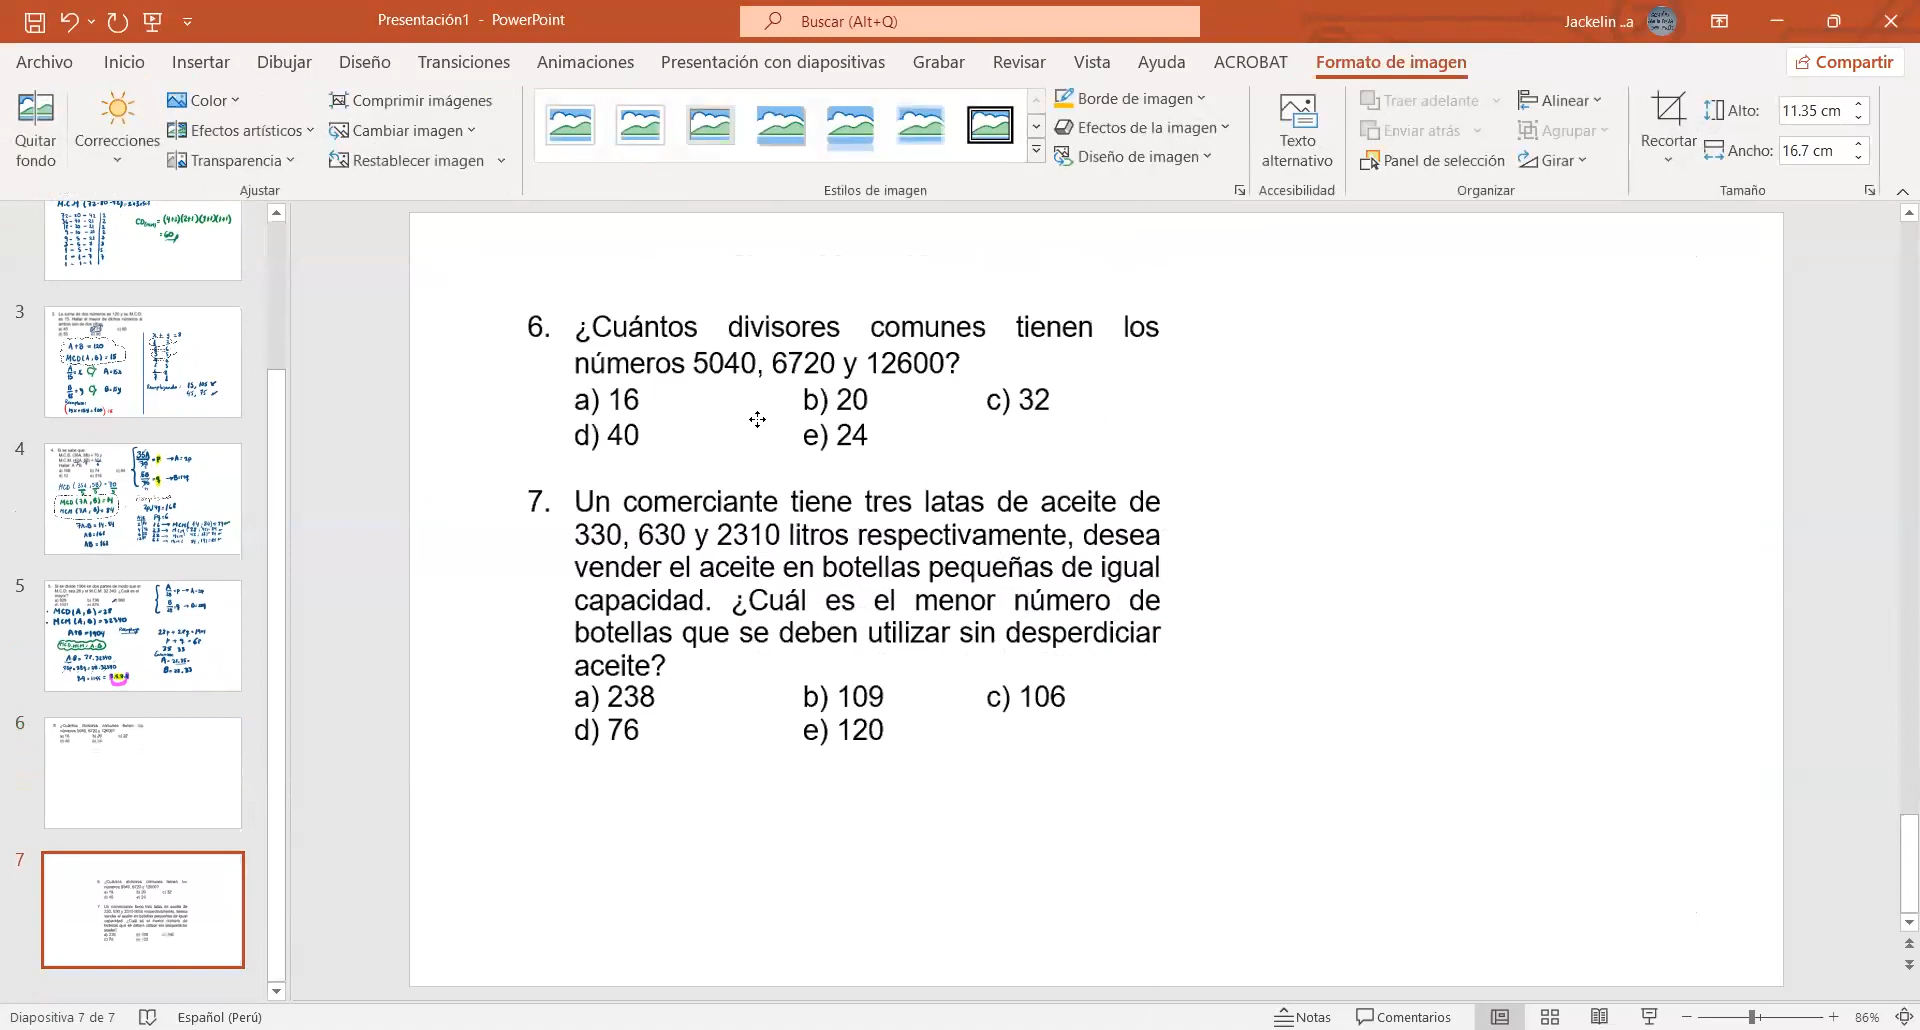 Presentación1 - PowerPoint
Buscar (Alt+Q)
Jackelin ..a
Archivo Inicio Insertar Dibujar Diseño Transiciones Animaciones Presentación con diapositivas Grabar Revisar Vista Ayuda ACROBAT Formato de imagen Compartir
Quitar fondo
Correcciones
Color
Efectos artísticos
Transparencia
Comprimir imágenes
Cambiar imagen
Restablecer imagen
Ajustar
Estilos de imagen
Borde de imagen
Efectos de la imagen
Diseño de imagen
Texto alternativo
Accesibilidad
Traer adelante
Enviar atrás
Panel de selección
Alinear
Agrupar
Girar
Organizar
Recortar
Alto: 11.35 cm
Ancho: 16.7 cm
Tamaño
3
4
5
6
7
6. ¿Cuántos divisores comunes tienen los
números 5040, 6720 y 12600?
a) 16 b) 20 c) 32
d) 40 e) 24
7. Un comerciante tiene tres latas de aceite de
330, 630 y 2310 litros respectivamente, desea
vender el aceite en botellas pequeñas de igual
capacidad. ¿Cuál es el menor número de
botellas que se deben utilizar sin desperdiciar
aceite?
a) 238 b) 109 c) 106
d) 76 e) 120
Diapositiva 7 de 7
Español (Perú)
Notas
Comentarios
86%